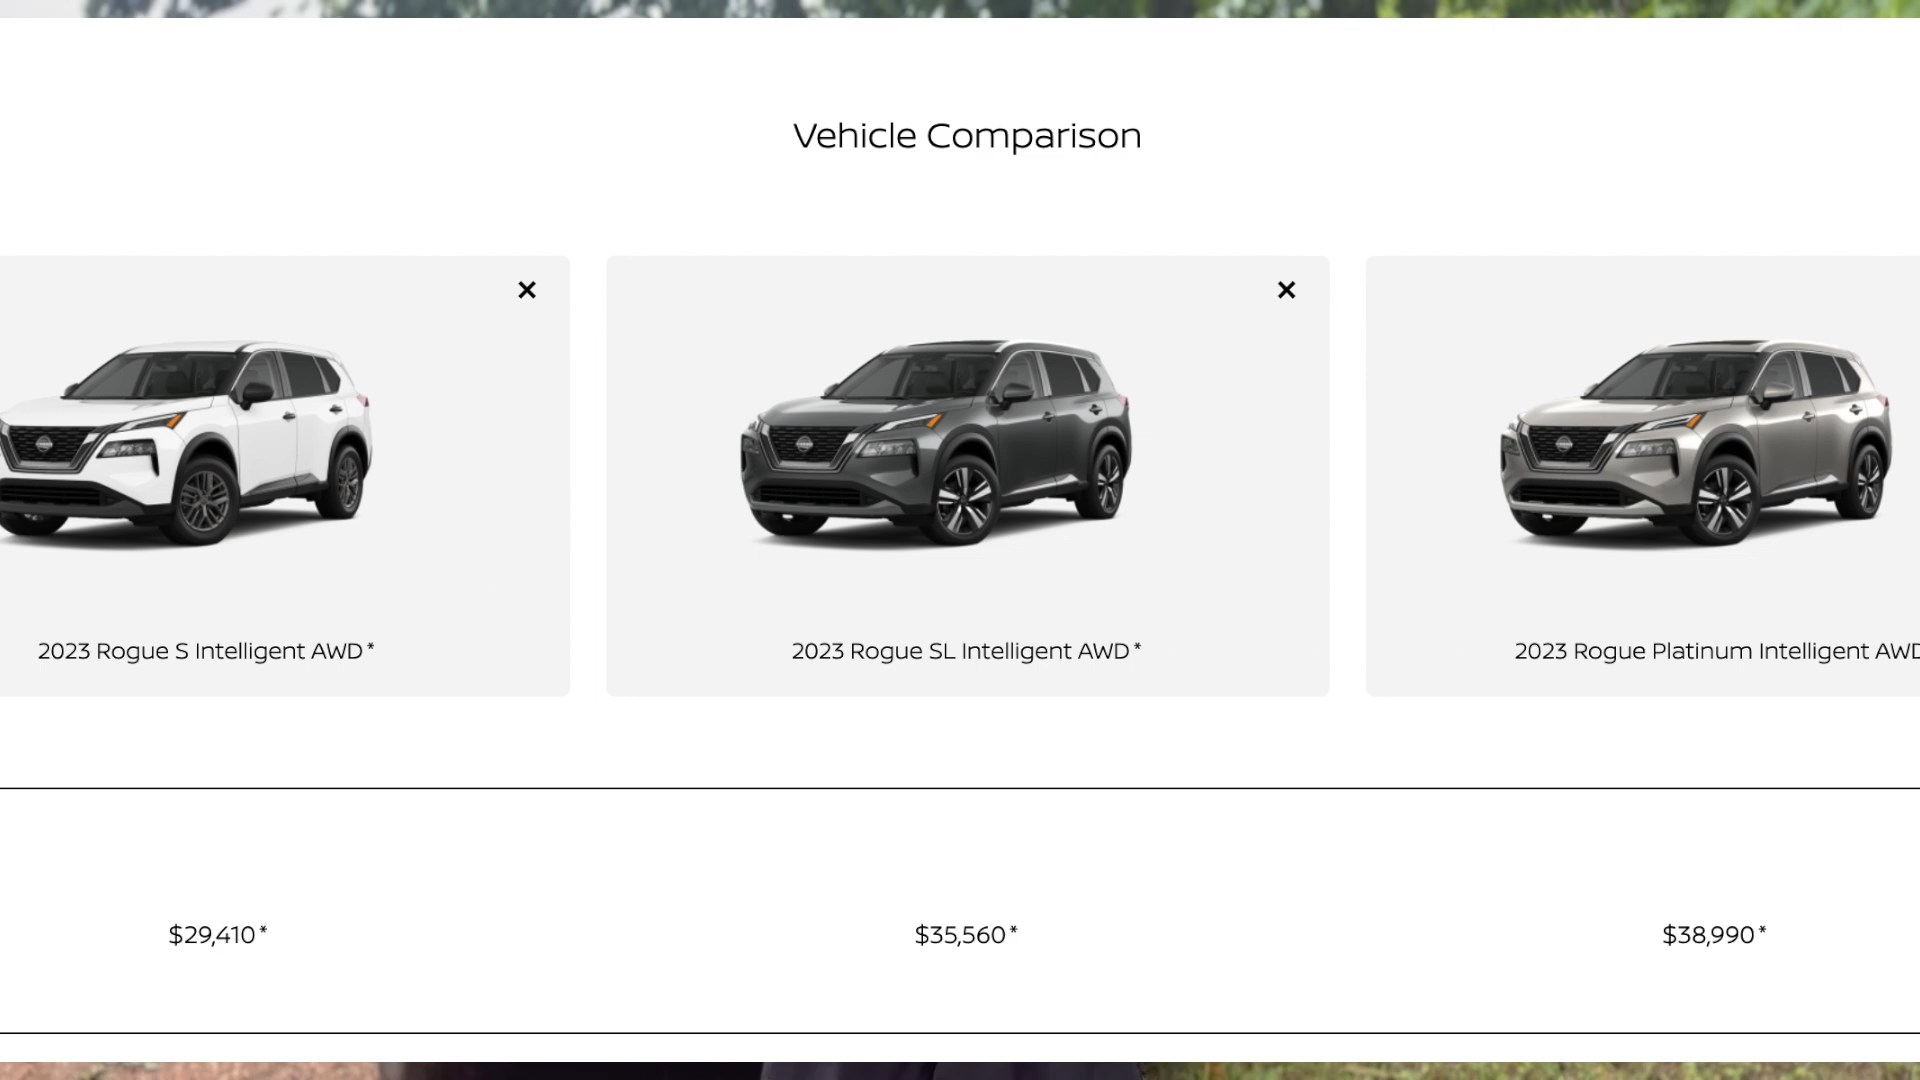 Vehicle Comparison
2023 Rogue S Intelligent AWD*
2023 Rogue SL Intelligent AWD*
2023 Rogue Platinum Intelligent AWD
$29,410*
$35,560*
$38,990*